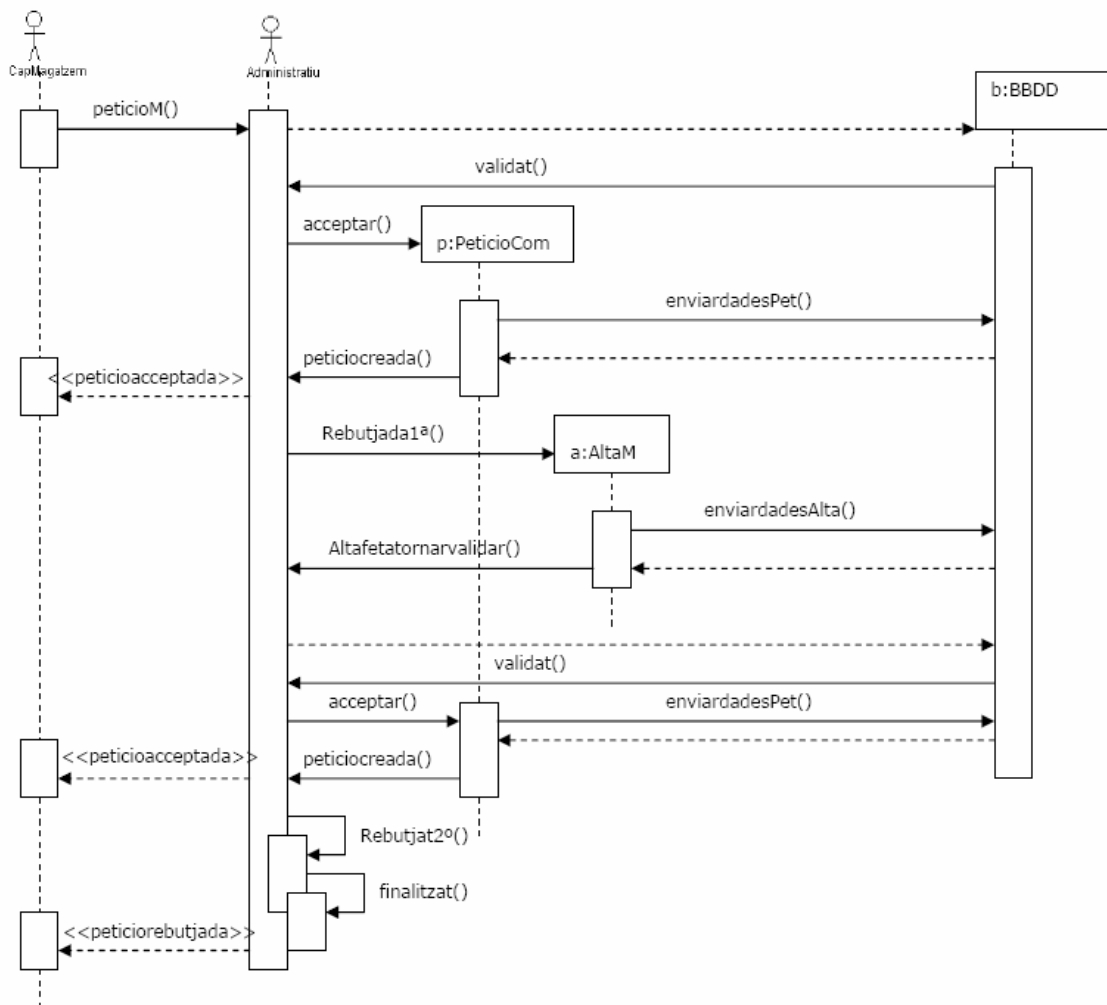 CapMagatzem
Administratiu
b:BBDD
peticioM()
validat()
acceptar()
p:PeticioCom
enviardadesPet()
peticiocreada()
<<peticioacceptada>>
Rebutjada1ª()
a:AltaM
enviardadesAlta()
Altafetatornarvalidar()
validat()
acceptar()
enviardadesPet()
<<peticioacceptada>>
peticiocreada()
Rebutjat2º()
finalitzat()
<<peticiorebutjada>>